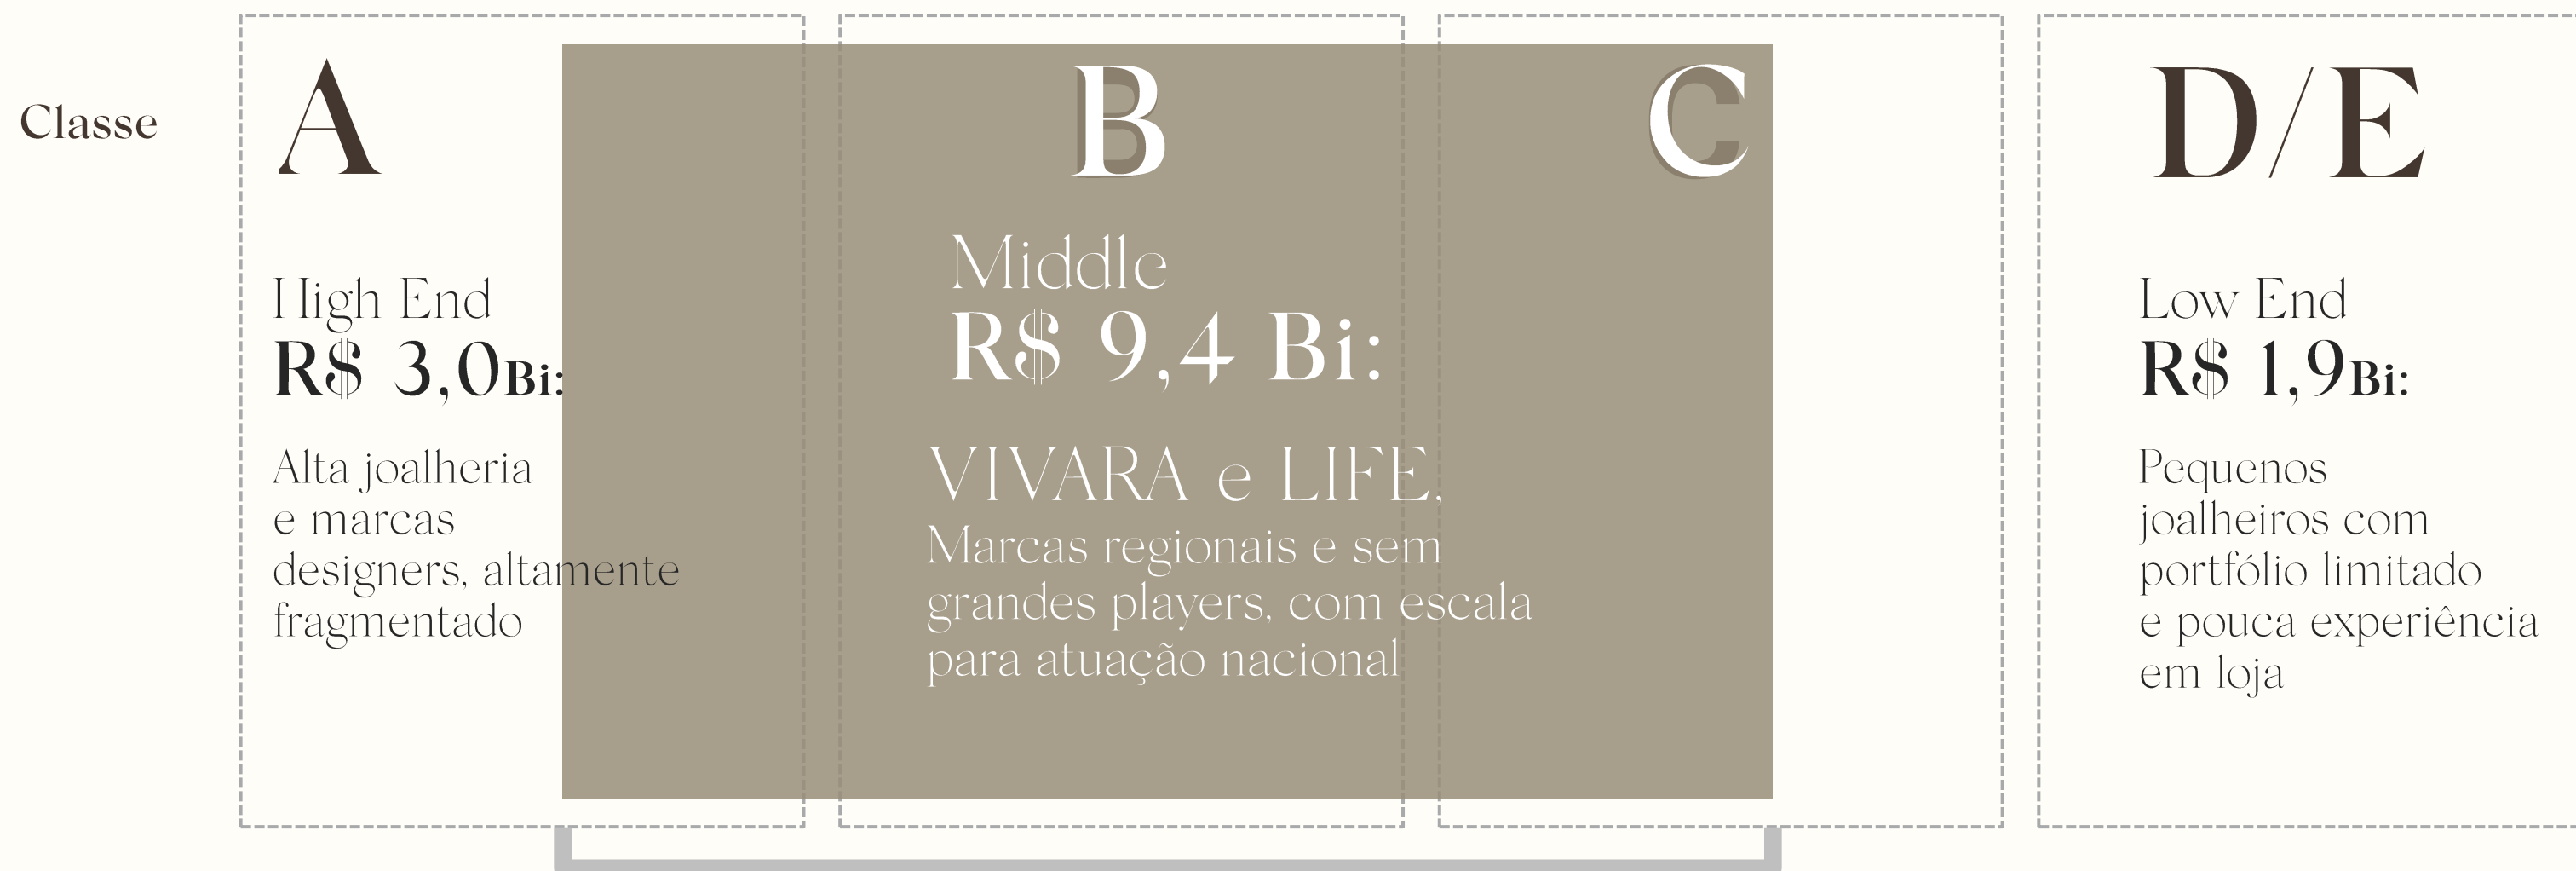 Classe
A
High End
R$ 3,0Bi:
Alta joalheria
e marcas
designers, altamente
fragmentado
B
C
Middle
R$ 9,4 Bi:
VIVARA e LIFE,
Marcas regionais e sem
grandes players, com escala
para atuação nacional
D/E
Low End
R$ 1,9Bi:
Pequenos
joalheiros com
portfólio limitado
e pouca experiência
em loja